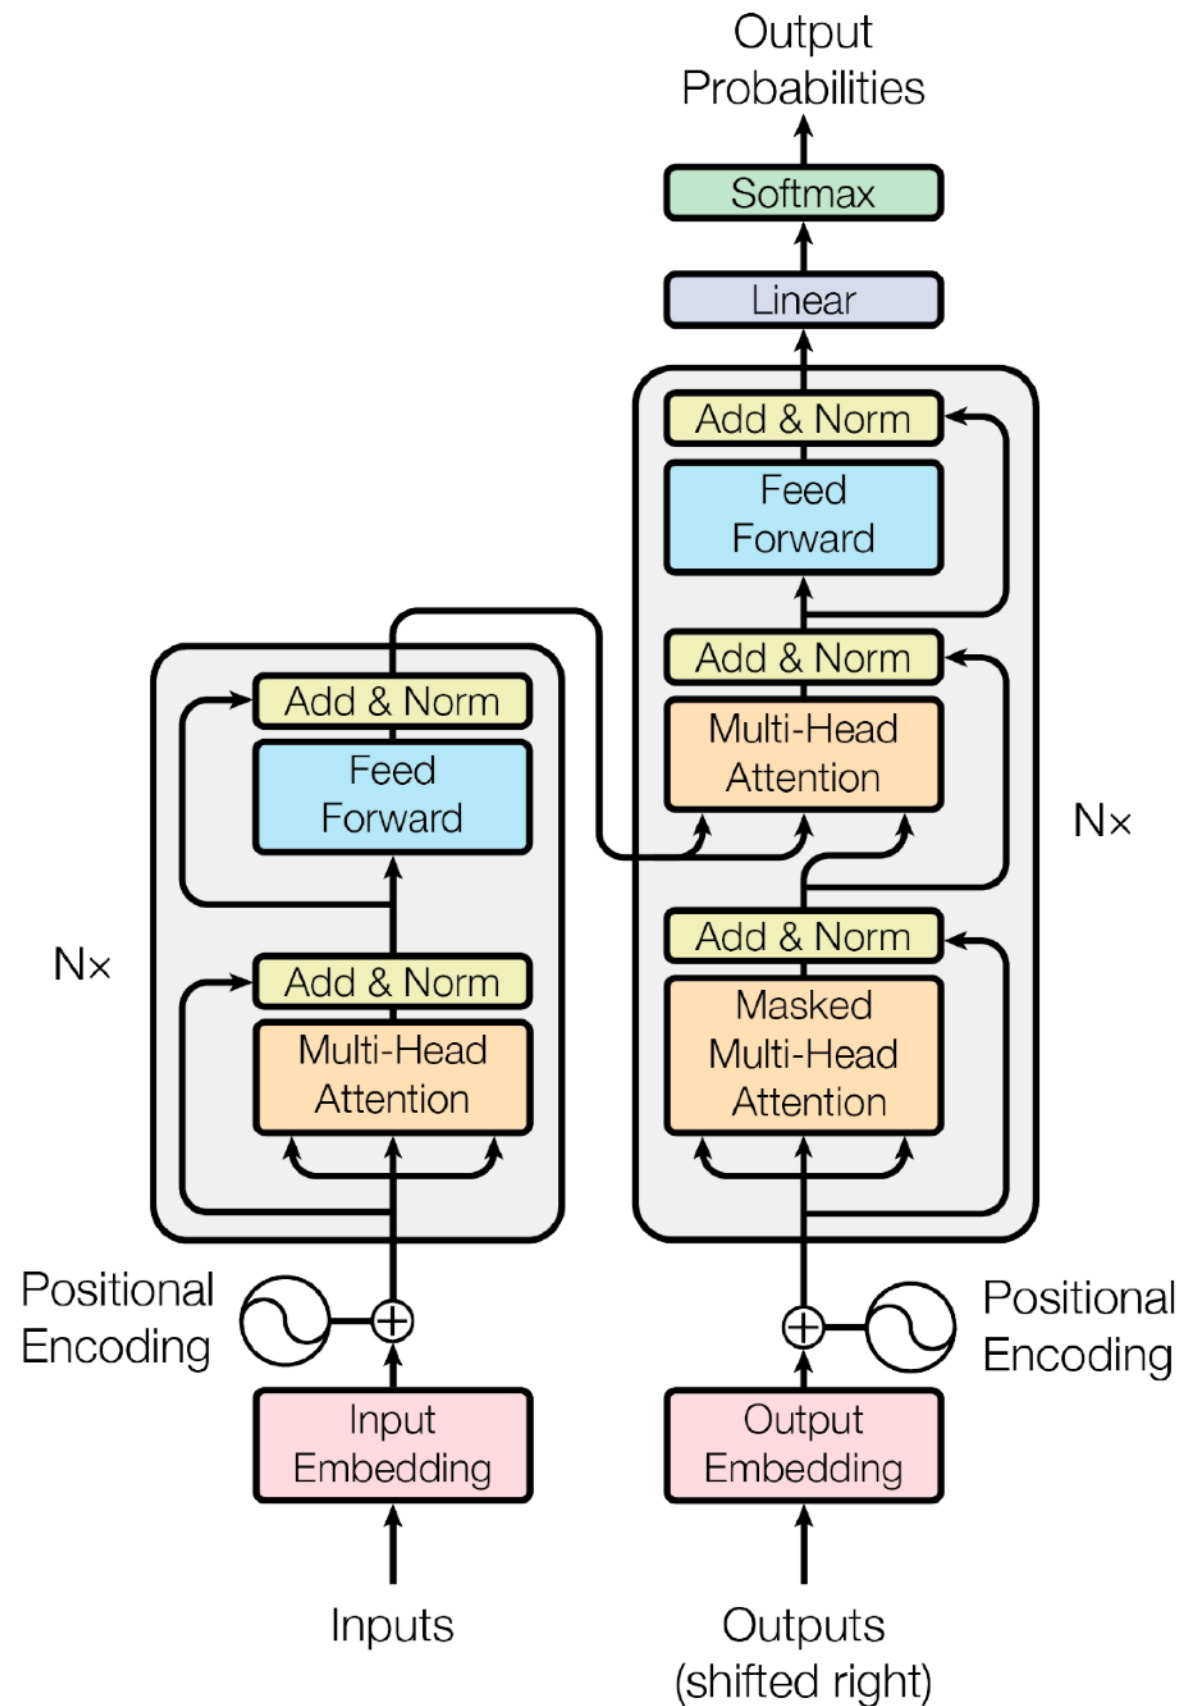 Output
Probabilities
Softmax
Linear
Add & Norm
Feed
Forward
Add & Norm
Multi-Head
Attention
N×
Add & Norm
Masked
Multi-Head
Attention
Add & Norm
Feed
Forward
N×
Add & Norm
Multi-Head
Attention
Positional
Encoding
Positional
Encoding
Input
Embedding
Output
Embedding
Inputs
Outputs
(shifted right)